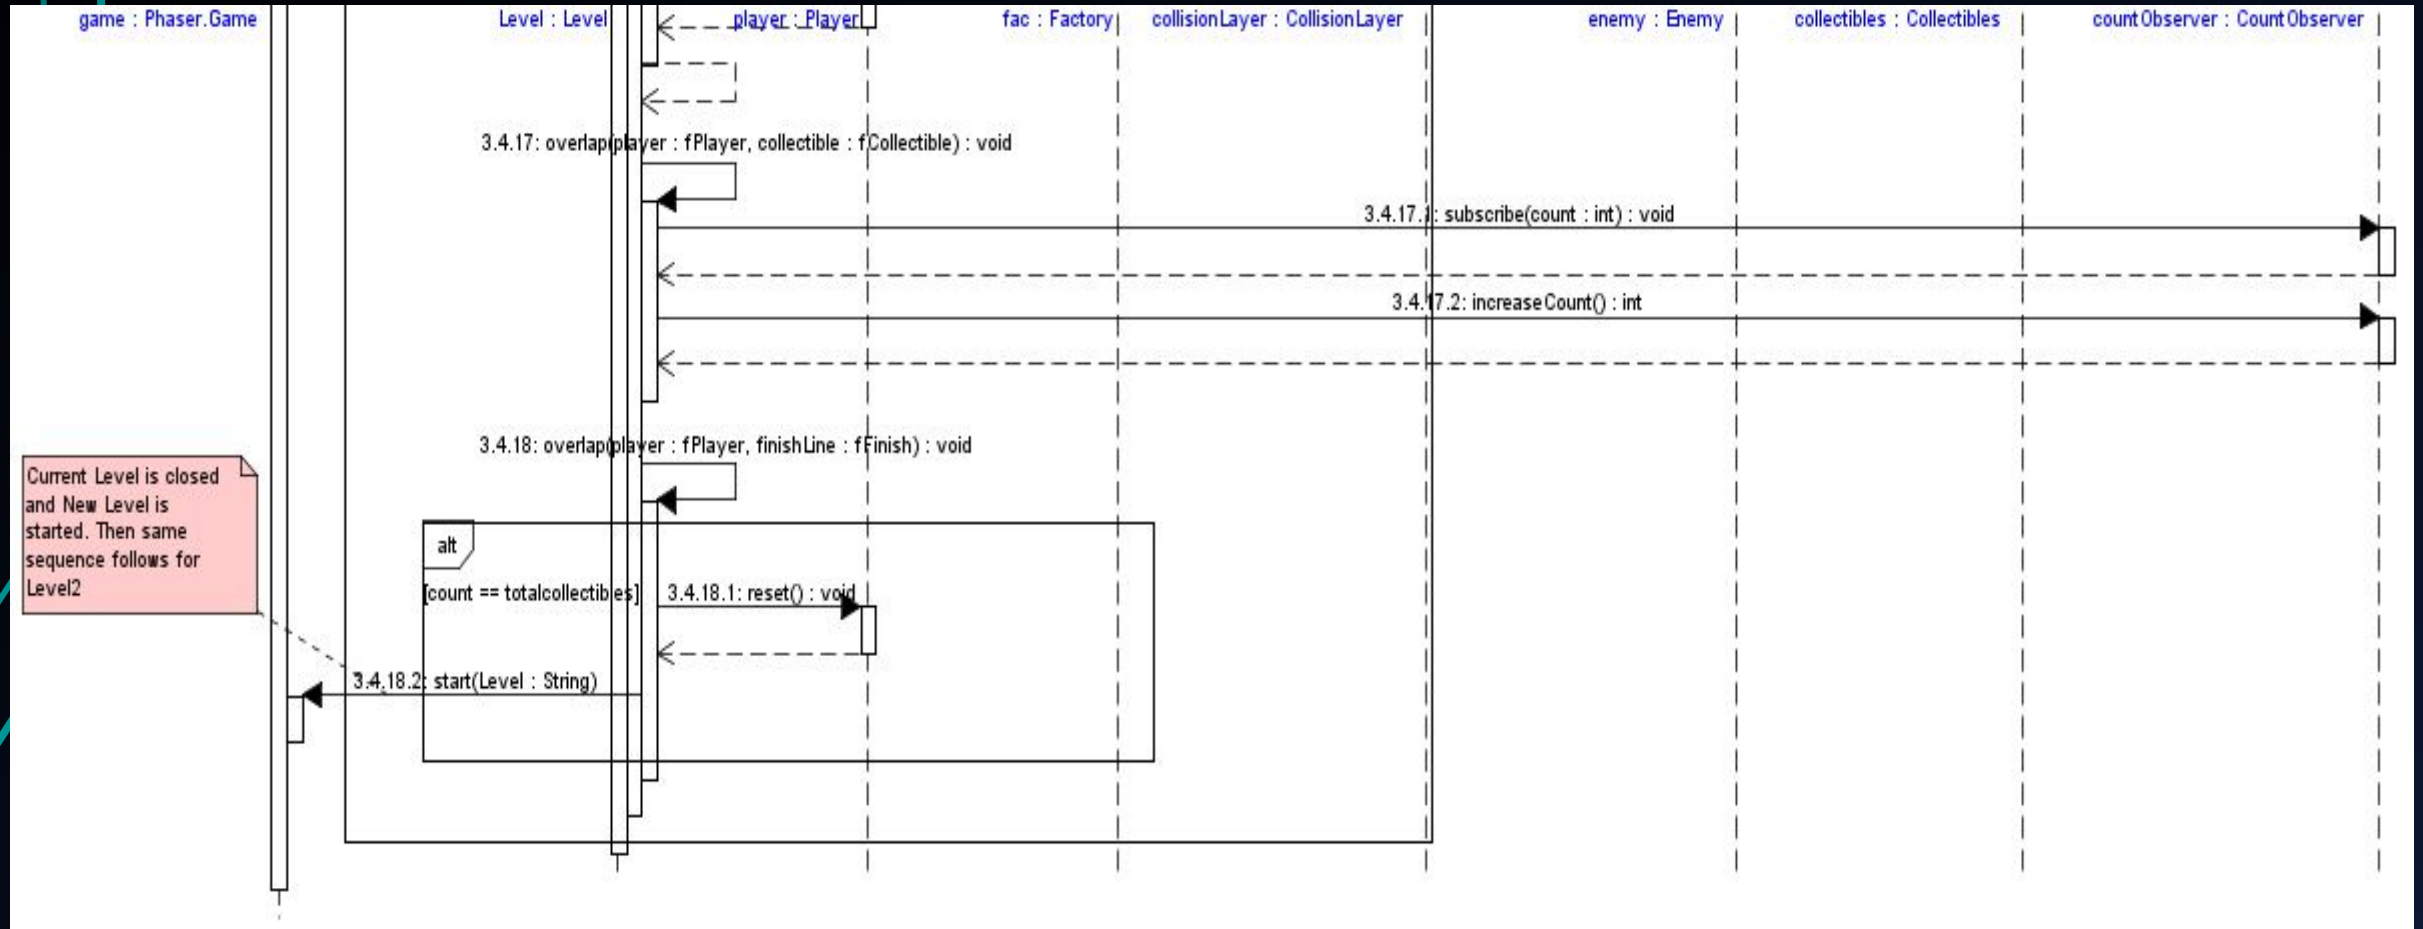 game : Phaser.Game
Level : Level
player : Player
fac : Factory
collisionLayer : CollisionLayer
enemy : Enemy
collectibles : Collectibles
countObserver : CountObserver
3.4.17: overlap(player : fPlayer, collectible : fCollectible) : void
3.4.17.1: subscribe(count : int) : void
3.4.17.2: increaseCount() : int
3.4.18: overlap(player : fPlayer, finishLine : fFinish) : void
Current Level is closed
and New Level is
started. Then same
sequence follows for
Level2
alt
[count == totalcollectibles]
3.4.18.1: reset() : void
3.4.18.2: start(Level : String)